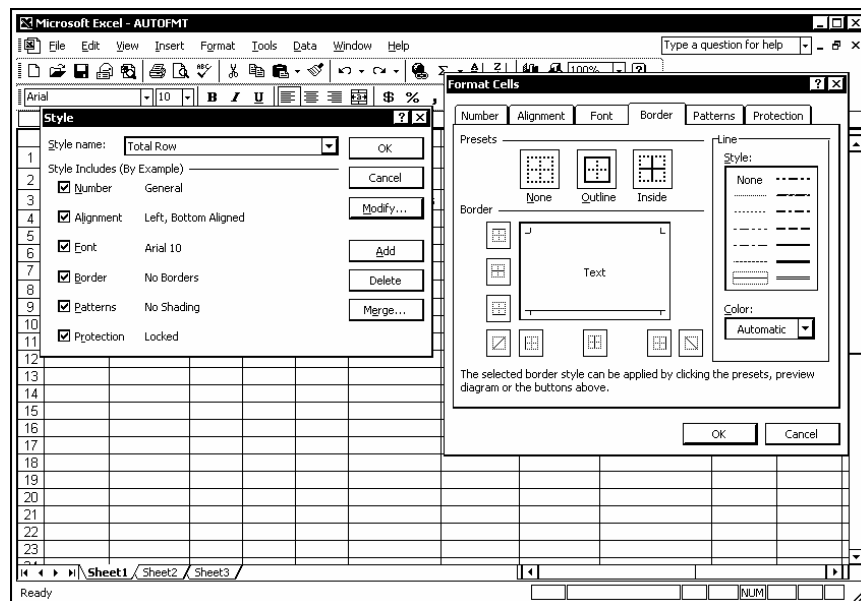 Microsoft Excel - AUTOFMT
File Edit View Insert Format Tools Data Window Help
Type a question for help
100%
Arial 10 B I U $ % ,
Style
Style name: Total Row
Style Includes (By Example)
Number General
Alignment Left, Bottom Aligned
Font Arial 10
Border No Borders
Patterns No Shading
Protection Locked
OK
Cancel
Modify...
Add
Delete
Merge...
Format Cells
Number Alignment Font Border Patterns Protection
Presets
None Outline Inside
Border
Text
Line
Style:
None
Color:
Automatic
The selected border style can be applied by clicking the presets, preview
diagram or the buttons above.
OK Cancel
1
2
3
4
5
6
7
8
9
10
11
12
13
14
15
16
17
18
19
20
21
22
23
Sheet1 Sheet2 Sheet3
Ready NUM